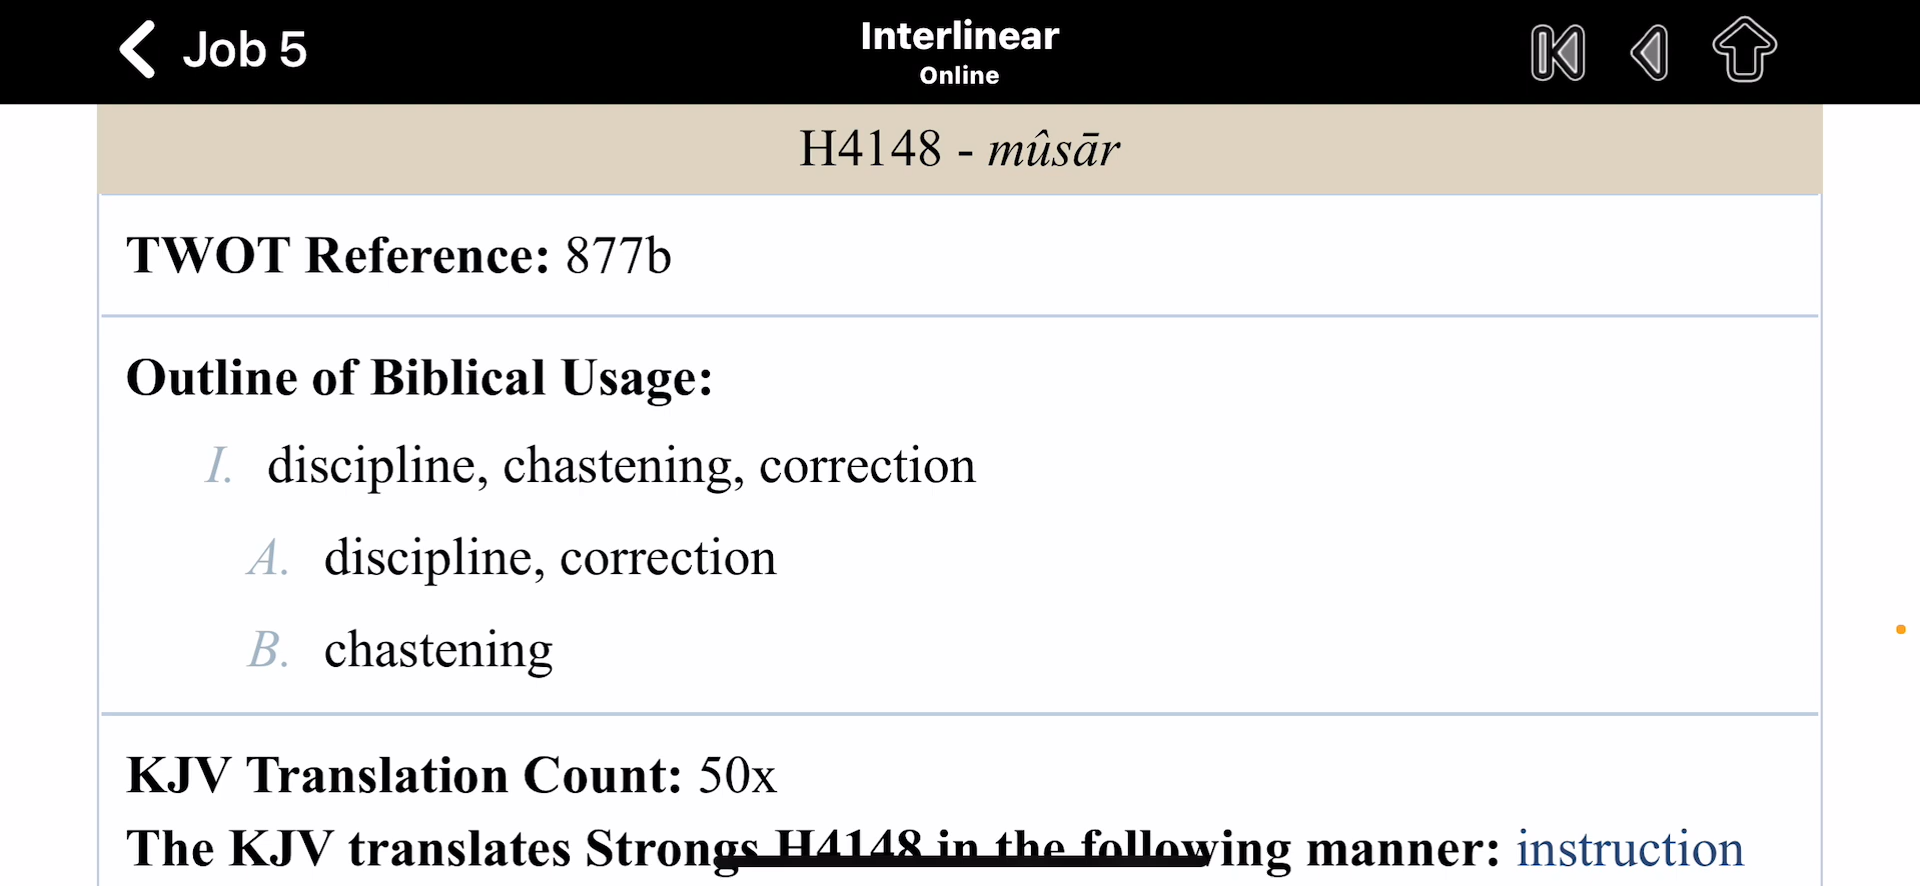 Job 5
Interlinear
Online
H4148 - mûsār
TWOT Reference: 877b
Outline of Biblical Usage:
I. discipline, chastening, correction
A. discipline, correction
B. chastening
KJV Translation Count: 50x
The KJV translates Strongs H4148 in the following manner: instruction